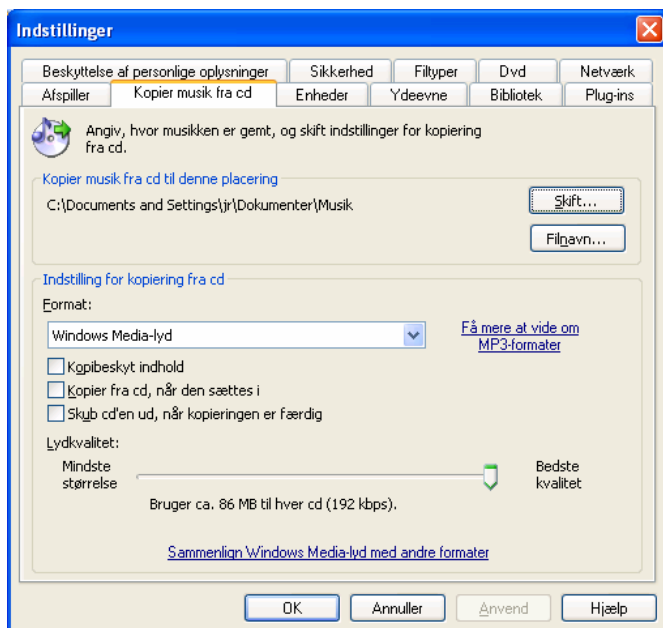 Indstillinger
Beskyttelse af personlige oplysninger Sikkerhed Filtyper Dvd Netværk
Afspiller Kopier musik fra cd Enheder Ydeevne Bibliotek Plug-ins
Angiv, hvor musikken er gemt, og skift indstillinger for kopiering
fra cd.
Kopier musik fra cd til denne placering
C:\Documents and Settings\jr\Dokumenter\Musik
Skift...
Filnavn...
Indstilling for kopiering fra cd
Format:
Windows Media-lyd
Få mere at vide om
MP3-formater
Kopibeskyt indhold
Kopier fra cd, når den sættes i
Skub cd'en ud, når kopieringen er færdig
Lydkvalitet:
Mindste
størrelse
Bedste
kvalitet
Bruger ca. 86 MB til hver cd (192 kbps).
Sammenlign Windows Media-lyd med andre formater
OK Annuller Anvend Hjælp